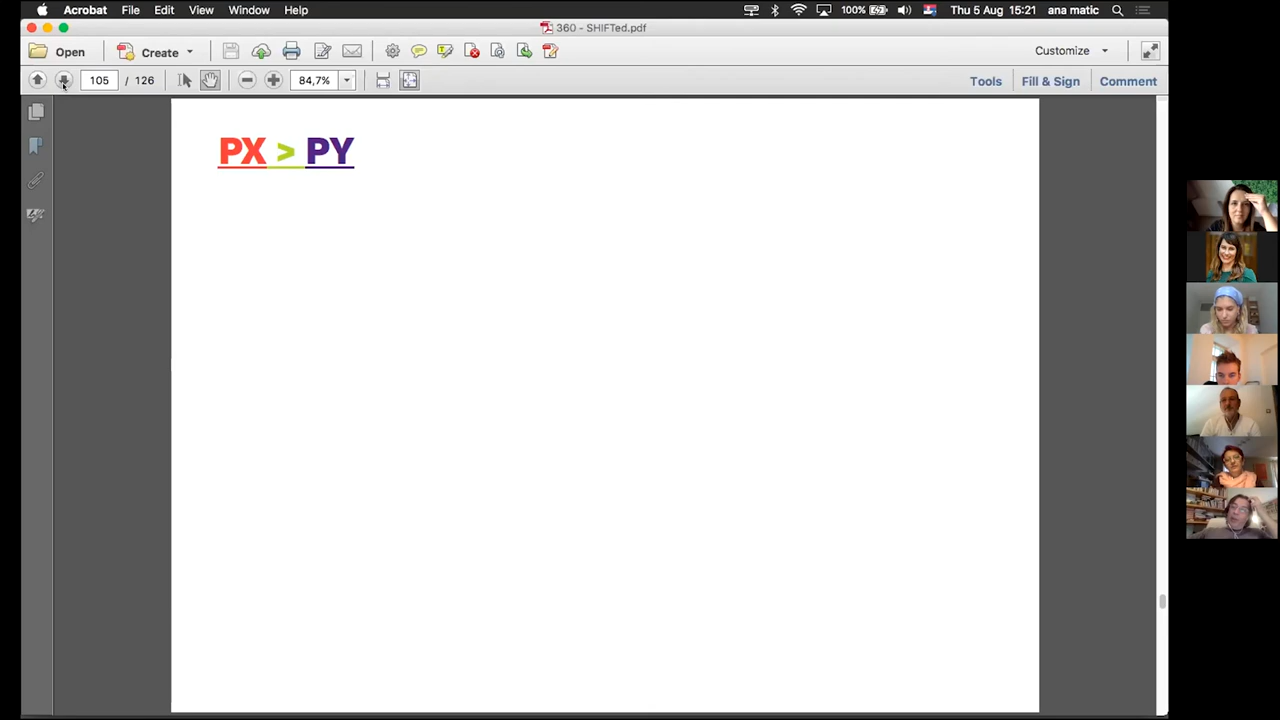 Acrobat File Edit View Window Help 100% Thu 5 Aug 15:21 ana matic
360 - SHIFTed.pdf
Open Create Customize
105 / 126 84,7% Tools Fill & Sign Comment
PX > PY